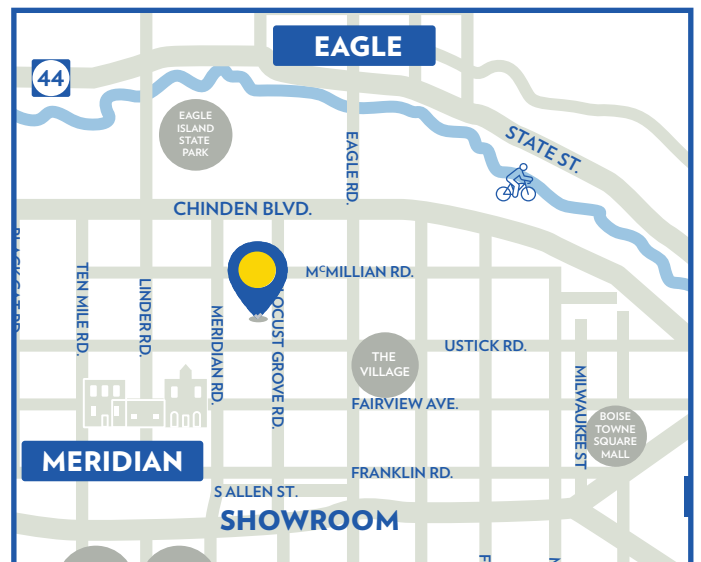 EAGLE
44
EAGLE
ISLAND
STATE
PARK
EAGLE RD.
STATE ST.
CHINDEN BLVD.
TEN MILE RD.
LINDER RD.
MCMILLIAN RD.
MERIDIAN RD.
GROVE RD.
THE
VILLAGE
USTICK RD.
MILWAUKEE ST
FAIRVIEW AVE.
BOISE
TOWNE
SQUARE
MALL
MERIDIAN
FRANKLIN RD.
S ALLEN ST.
SHOWROOM